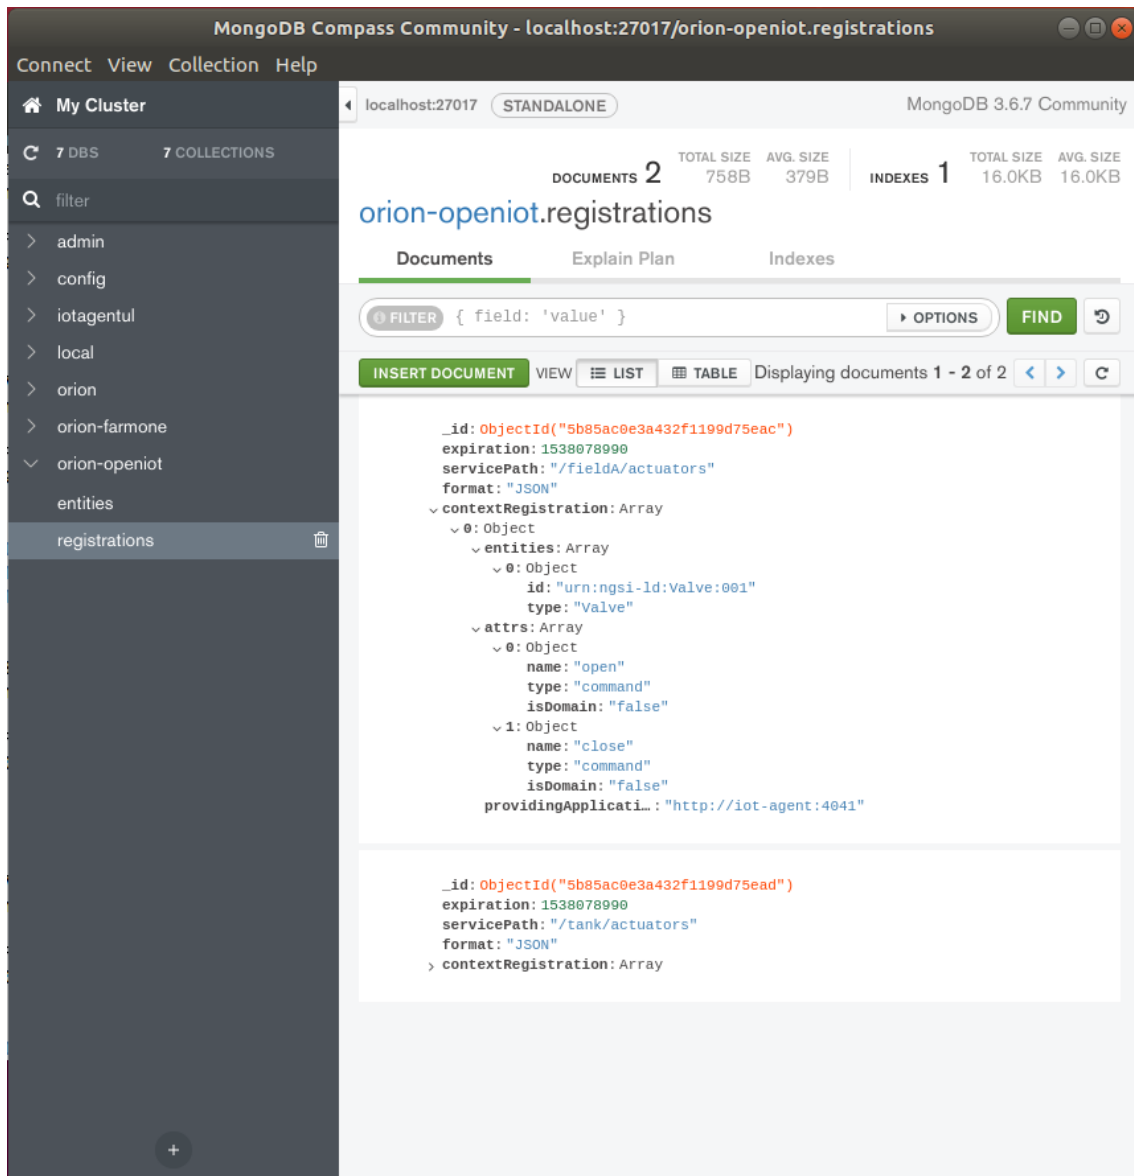 MongoDB Compass Community - localhost:27017/orion-openiot.registrations
Connect View Collection Help
My Cluster
7 DBS 7 COLLECTIONS
filter
admin
config
iotagentul
local
orion
orion-farmone
orion-openiot
entities
registrations
localhost:27017 STANDALONE MongoDB 3.6.7 Community
DOCUMENTS 2 TOTAL SIZE 758B AVG. SIZE 379B INDEXES 1 TOTAL SIZE 16.0KB AVG. SIZE 16.0KB
orion-openiot.registrations
Documents Explain Plan Indexes
FILTER { field: 'value' } OPTIONS FIND
INSERT DOCUMENT VIEW LIST TABLE Displaying documents 1 - 2 of 2
_id: ObjectId("5b85ac0e3a432f1199d75eac")
expiration: 1538078990
servicePath: "/fieldA/actuators"
format: "JSON"
contextRegistration: Array
0: Object
entities: Array
0: Object
id: "urn:ngsi-ld:Valve:001"
type: "Valve"
attrs: Array
0: Object
name: "open"
type: "command"
isDomain: "false"
1: Object
name: "close"
type: "command"
isDomain: "false"
providingApplicati…: "http://iot-agent:4041"
_id: ObjectId("5b85ac0e3a432f1199d75ead")
expiration: 1538078990
servicePath: "/tank/actuators"
format: "JSON"
contextRegistration: Array